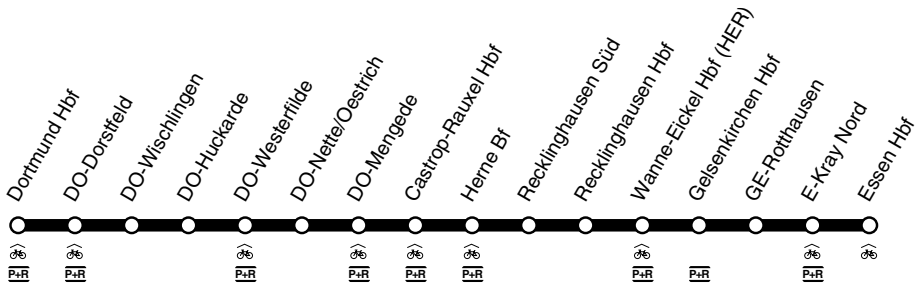 Dortmund Hbf
DO-Dorstfeld
DO-Wischlingen
DO-Huckarde
DO-Westerfilde
DO-Nette/Oestrich
DO-Mengede
Castrop-Rauxel Hbf
Herne Bf
Recklinghausen Süd
Recklinghausen Hbf
Wanne-Eickel Hbf (HER)
Gelsenkirchen Hbf
GE-Rotthausen
E-Kray Nord
Essen Hbf
P+R P+R P+R P+R P+R P+R P+R P+R P+R